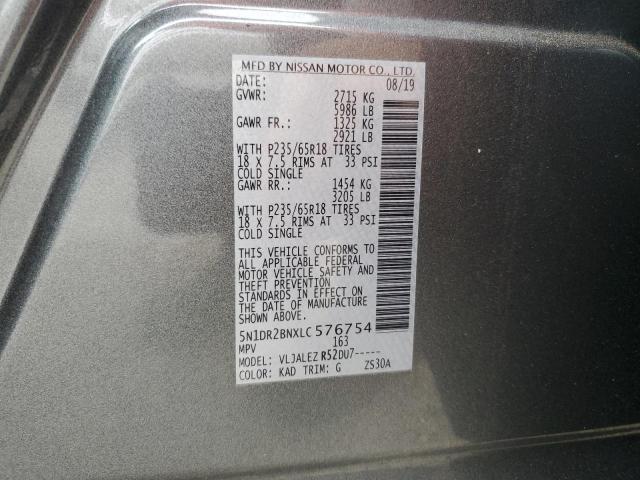 MFD BY NISSAN MOTOR CO., LTD.
DATE: 08/19
GVWR: 2715 KG
5986 LB
GAWR FR.: 1325 KG
2921 LB
WITH P235/65R18 TIRES
18 X 7.5 RIMS AT 33 PSI
COLD SINGLE
GAWR RR.: 1454 KG
3205 LB
WITH P235/65R18 TIRES
18 X 7.5 RIMS AT 33 PSI
COLD SINGLE
THIS VEHICLE CONFORMS TO
ALL APPLICABLE FEDERAL
MOTOR VEHICLE SAFETY AND
THEFT PREVENTION
STANDARDS IN EFFECT ON
THE DATE OF MANUFACTURE
SHOWN ABOVE.
5N1DR2BNXLC576754
MPV 163
MODEL: VLJALEZ R52DU7-----
COLOR: KAD TRIM: G ZS30A